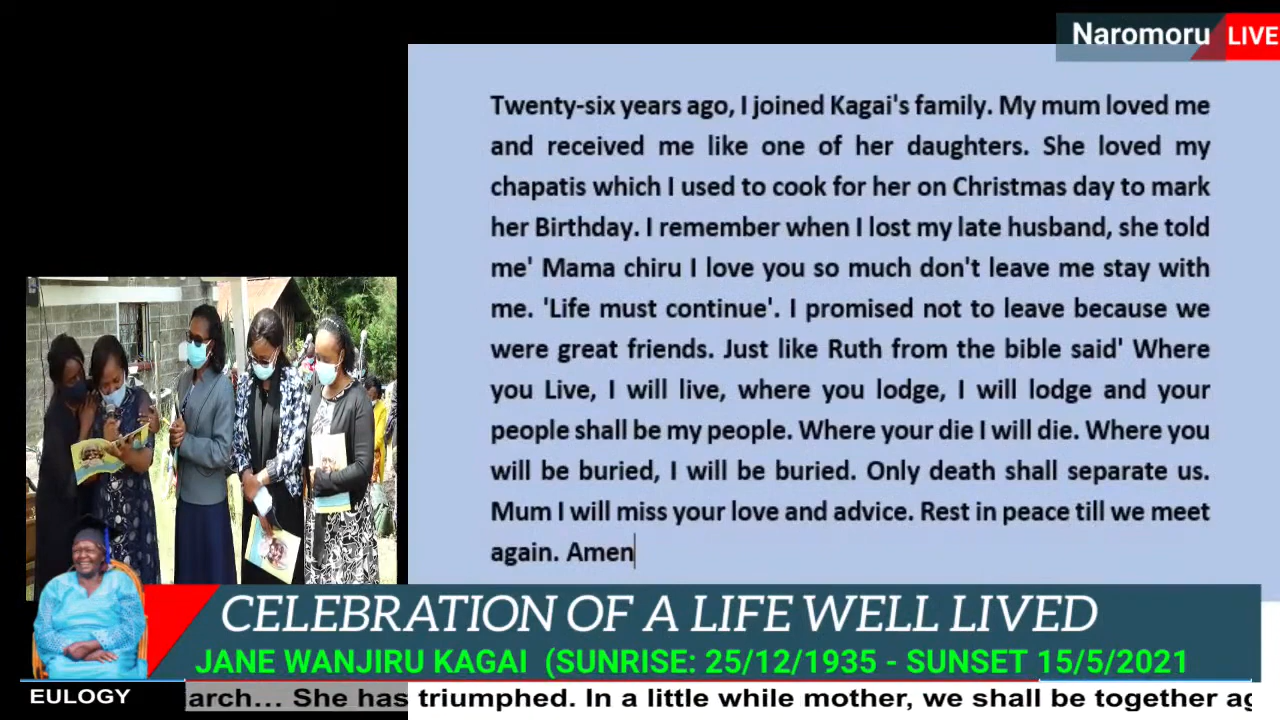 Naromoru LIVE
Twenty-six years ago, I joined Kagai's family. My mum loved me
and received me like one of her daughters. She loved my
chapatis which I used to cook for her on Christmas day to mark
her Birthday. I remember when I lost my late husband, she told
me' Mama chiru I love you so much don't leave me stay with
me. 'Life must continue'. I promised not to leave because we
were great friends. Just like Ruth from the bible said' Where
you Live, I will live, where you lodge, I will lodge and your
people shall be my people. Where your die I will die. Where you
will be buried, I will be buried. Only death shall separate us.
Mum I will miss your love and advice. Rest in peace till we meet
again. Amen
CELEBRATION OF A LIFE WELL LIVED
JANE WANJIRU KAGAI (SUNRISE: 25/12/1935 - SUNSET 15/5/2021
EULOGY arch... She has triumphed. In a little while mother, we shall be together ag